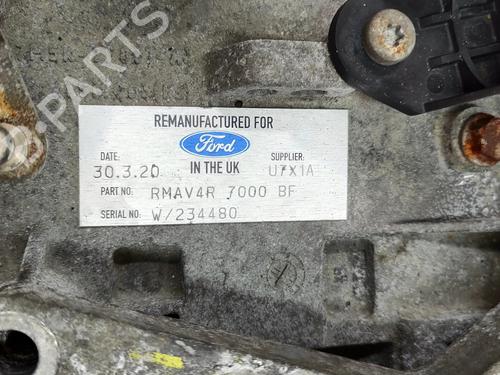 REMANUFACTURED FOR
Ford
DATE: IN THE UK SUPPLIER:
30.3.20 U7X1A
PART NO: RMAV4R 7000 BF
SERIAL NO: W/234480
B-PARTS